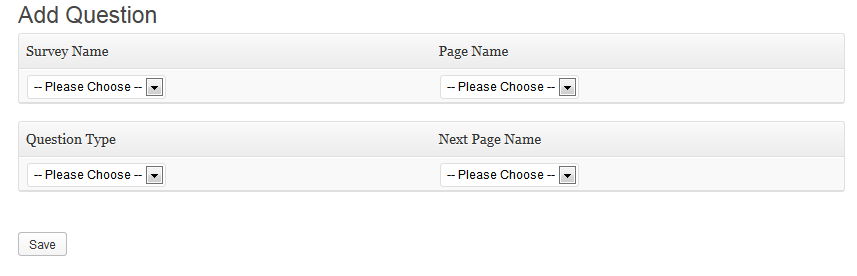 Add Question
Survey Name Page Name
-- Please Choose -- -- Please Choose --
Question Type Next Page Name
-- Please Choose -- -- Please Choose --
Save